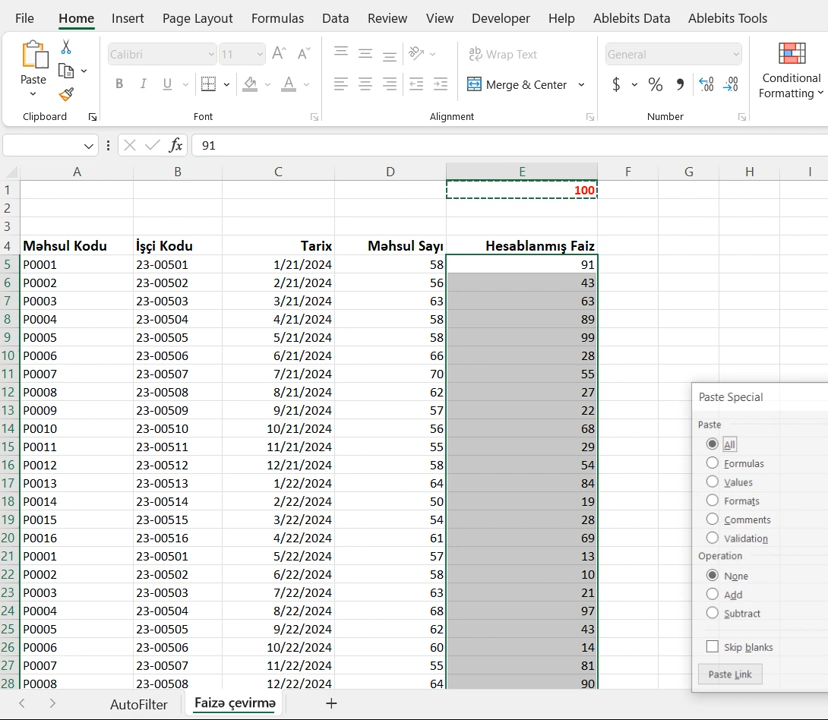 File Home Insert Page Layout Formulas Data Review View Developer Help Ablebits Data Ablebits Tools
Paste
Calibri 11 A A
B I U A
ab Wrap Text
Merge & Center
General
$ % 9 .00 .00
Conditional
Formatting
Clipboard Font Alignment Number
fx 91
A B C D E F G H I
1 100
2
3
4 Məhsul Kodu İşçi Kodu Tarix Məhsul Sayı Hesablanmış Faiz
5 P0001 23-00501 1/21/2024 58 91
6 P0002 23-00502 2/21/2024 56 43
7 P0003 23-00503 3/21/2024 63 63
8 P0004 23-00504 4/21/2024 58 89
9 P0005 23-00505 5/21/2024 58 99
10 P0006 23-00506 6/21/2024 66 28
11 P0007 23-00507 7/21/2024 70 55
12 P0008 23-00508 8/21/2024 62 27
13 P0009 23-00509 9/21/2024 57 22
14 P0010 23-00510 10/21/2024 56 68
15 P0011 23-00511 11/21/2024 55 29
16 P0012 23-00512 12/21/2024 58 54
17 P0013 23-00513 1/22/2024 64 84
18 P0014 23-00514 2/22/2024 50 19
19 P0015 23-00515 3/22/2024 54 28
20 P0016 23-00516 4/22/2024 61 69
21 P0001 23-00501 5/22/2024 57 13
22 P0002 23-00502 6/22/2024 58 10
23 P0003 23-00503 7/22/2024 63 21
24 P0004 23-00504 8/22/2024 68 97
25 P0005 23-00505 9/22/2024 62 43
26 P0006 23-00506 10/22/2024 60 14
27 P0007 23-00507 11/22/2024 55 81
28 P0008 23-00508 12/22/2024 64 90
Paste Special
Paste
All
Formulas
Values
Formats
Comments
Validation
Operation
None
Add
Subtract
Skip blanks
Paste Link
AutoFilter Faizə çevirmə +